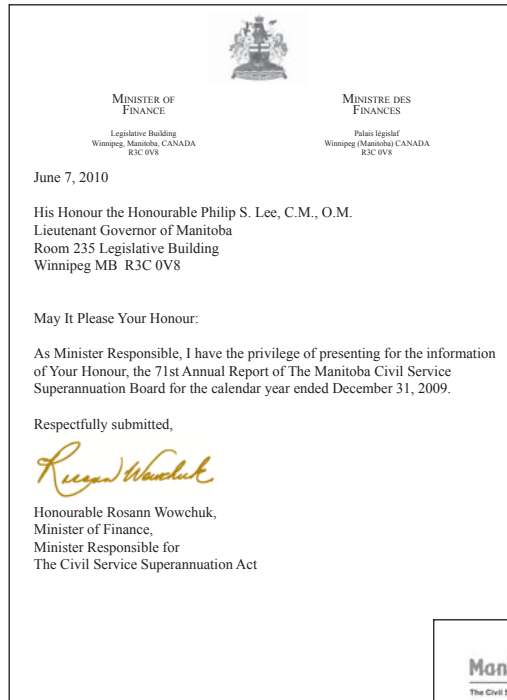 MINISTER OF
FINANCE
Legislative Building
Winnipeg, Manitoba, CANADA
R3C 0V8
MINISTRE DES
FINANCES
Palais législaf
Winnipeg (Manitoba) CANADA
R3C 0V8
June 7, 2010
His Honour the Honourable Philip S. Lee, C.M., O.M.
Lieutenant Governor of Manitoba
Room 235 Legislative Building
Winnipeg MB R3C 0V8
May It Please Your Honour:
As Minister Responsible, I have the privilege of presenting for the information
of Your Honour, the 71st Annual Report of The Manitoba Civil Service
Superannuation Board for the calendar year ended December 31, 2009.
Respectfully submitted,
Rosann Wowchuk
Honourable Rosann Wowchuk,
Minister of Finance,
Minister Responsible for
The Civil Service Superannuation Act
The Civil